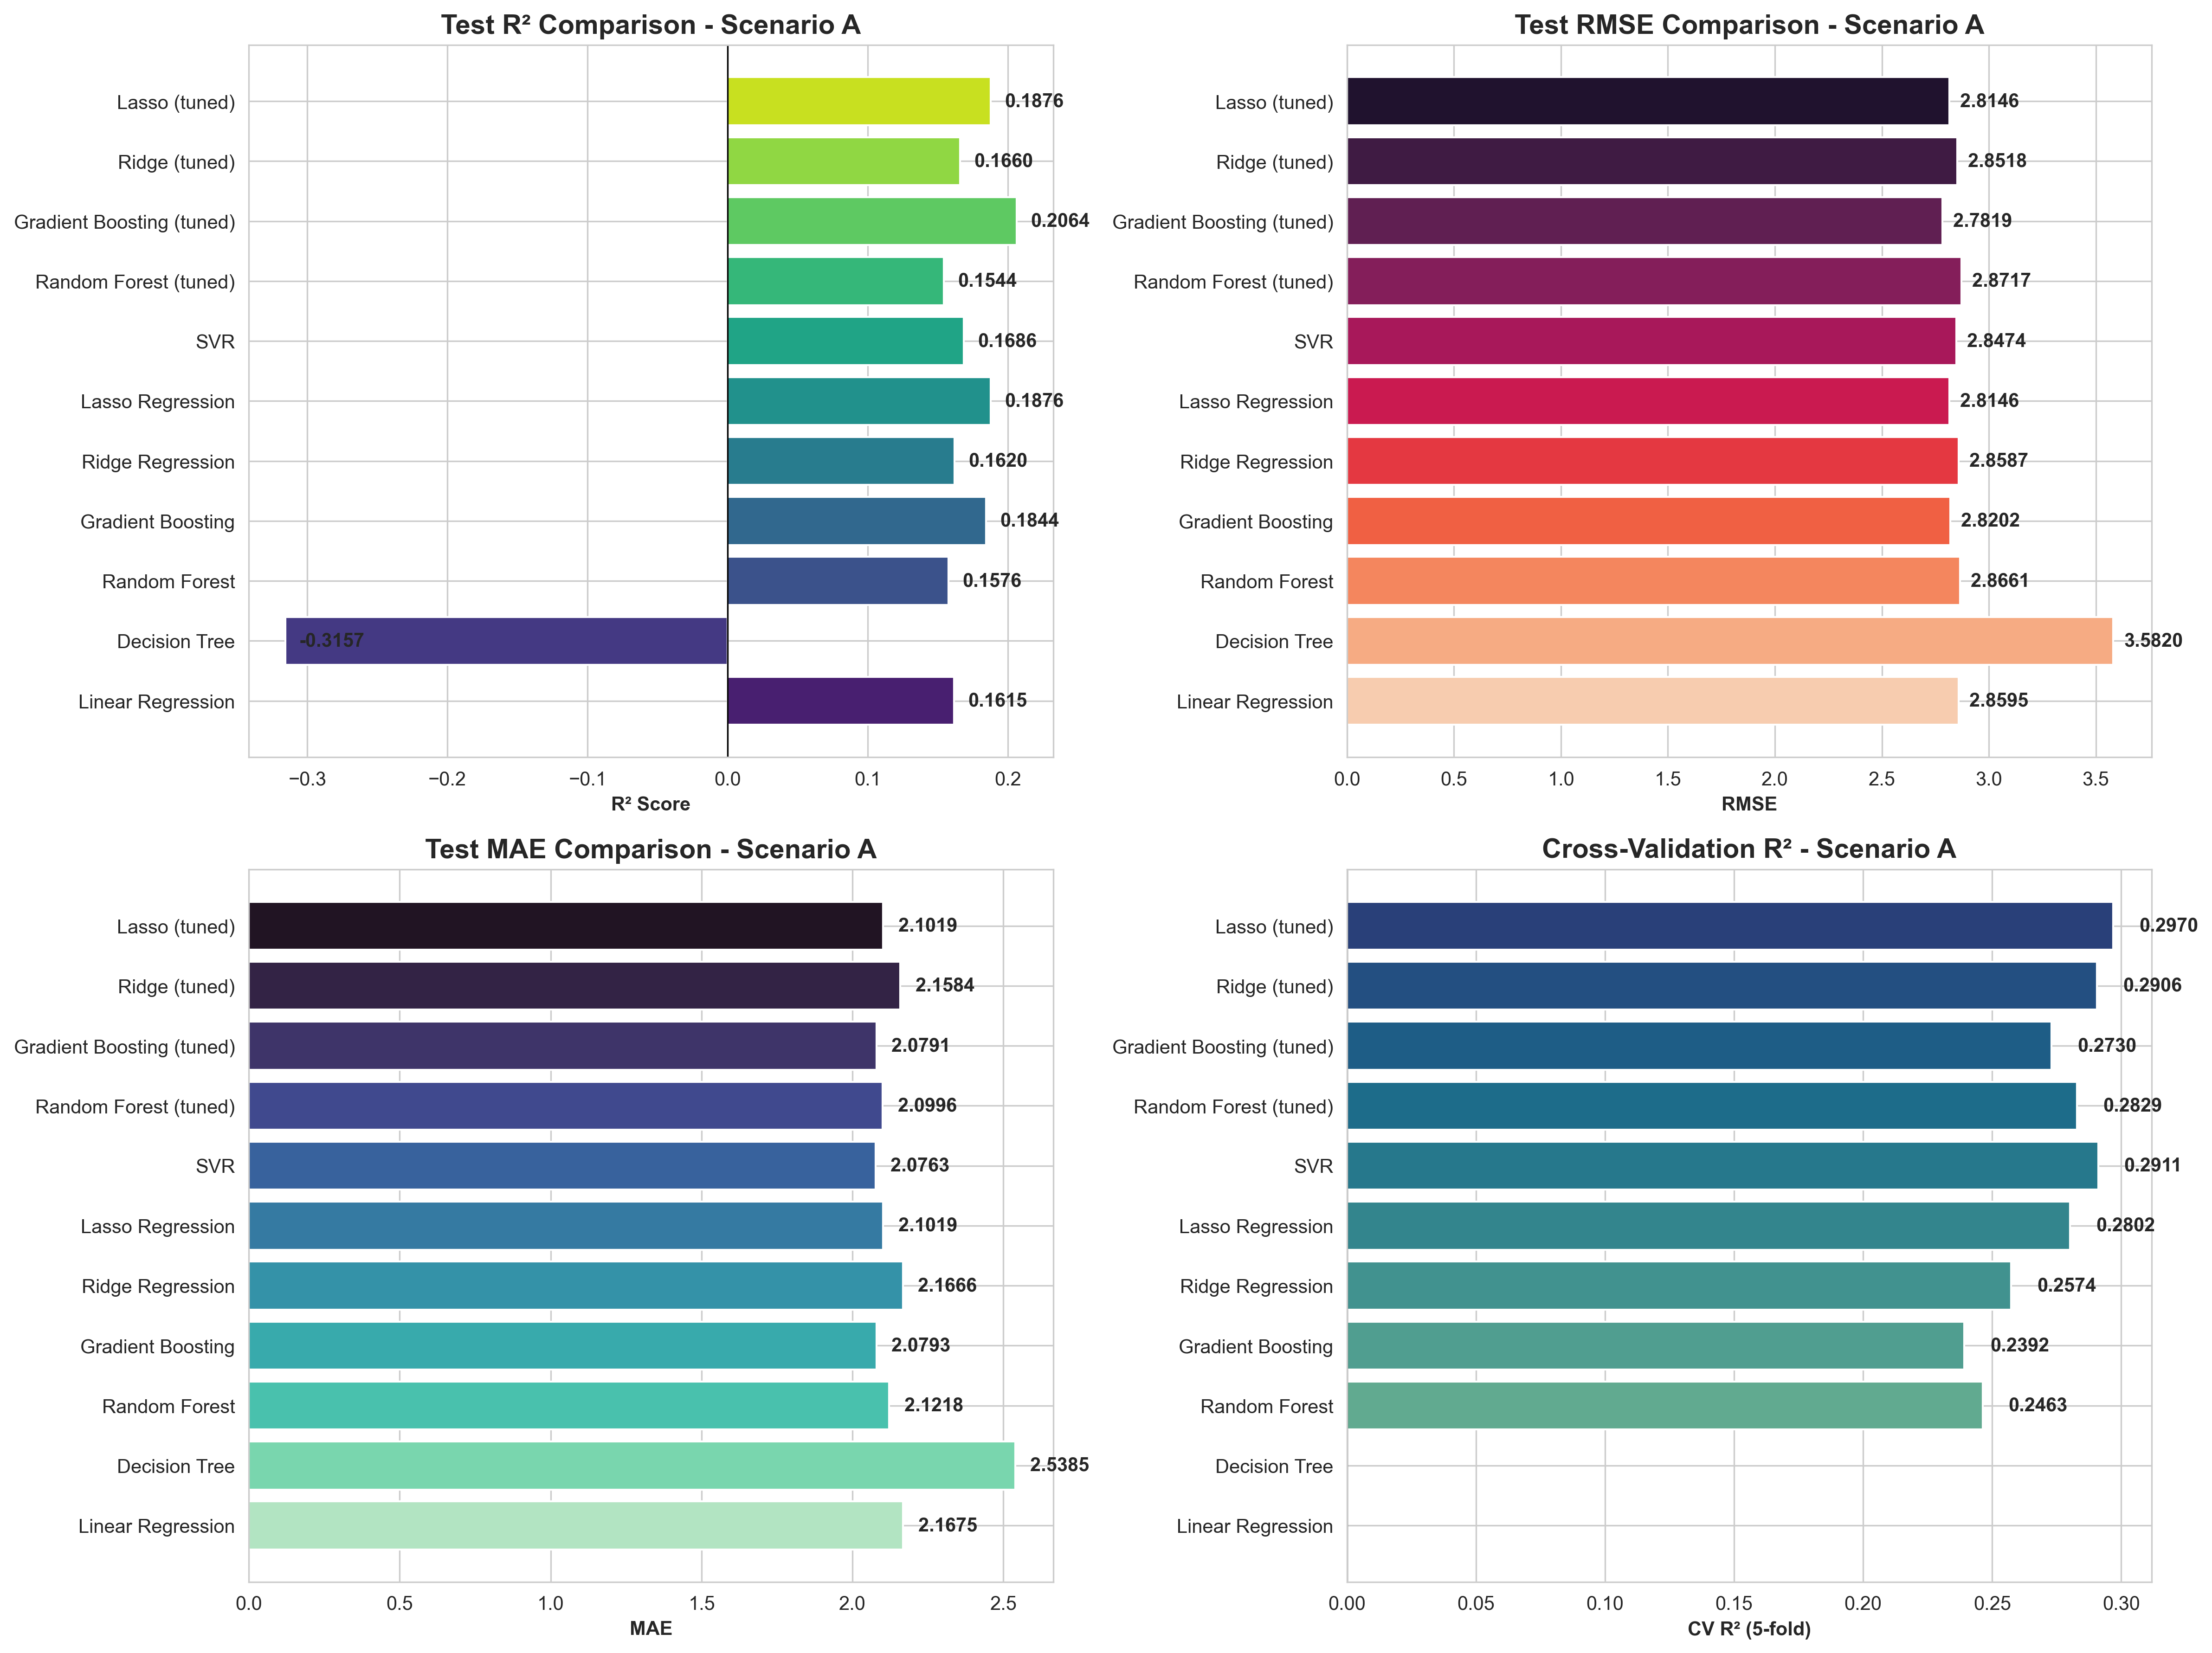 Test R² Comparison - Scenario A
Lasso (tuned)
0.1876
Ridge (tuned)
0.1660
Gradient Boosting (tuned)
0.2064
Random Forest (tuned)
0.1544
SVR
0.1686
Lasso Regression
0.1876
Ridge Regression
0.1620
Gradient Boosting
0.1844
Random Forest
0.1576
Decision Tree
-0.3157
Linear Regression
0.1615
−0.3 −0.2 −0.1 0.0 0.1 0.2
R² Score
Test RMSE Comparison - Scenario A
Lasso (tuned)
2.8146
Ridge (tuned)
2.8518
Gradient Boosting (tuned)
2.7819
Random Forest (tuned)
2.8717
SVR
2.8474
Lasso Regression
2.8146
Ridge Regression
2.8587
Gradient Boosting
2.8202
Random Forest
2.8661
Decision Tree
3.5820
Linear Regression
2.8595
0.0 0.5 1.0 1.5 2.0 2.5 3.0 3.5
RMSE
Test MAE Comparison - Scenario A
Lasso (tuned)
2.1019
Ridge (tuned)
2.1584
Gradient Boosting (tuned)
2.0791
Random Forest (tuned)
2.0996
SVR
2.0763
Lasso Regression
2.1019
Ridge Regression
2.1666
Gradient Boosting
2.0793
Random Forest
2.1218
Decision Tree
2.5385
Linear Regression
2.1675
0.0 0.5 1.0 1.5 2.0 2.5
MAE
Cross-Validation R² - Scenario A
Lasso (tuned)
0.2970
Ridge (tuned)
0.2906
Gradient Boosting (tuned)
0.2730
Random Forest (tuned)
0.2829
SVR
0.2911
Lasso Regression
0.2802
Ridge Regression
0.2574
Gradient Boosting
0.2392
Random Forest
0.2463
Decision Tree
Linear Regression
0.00 0.05 0.10 0.15 0.20 0.25 0.30
CV R² (5-fold)